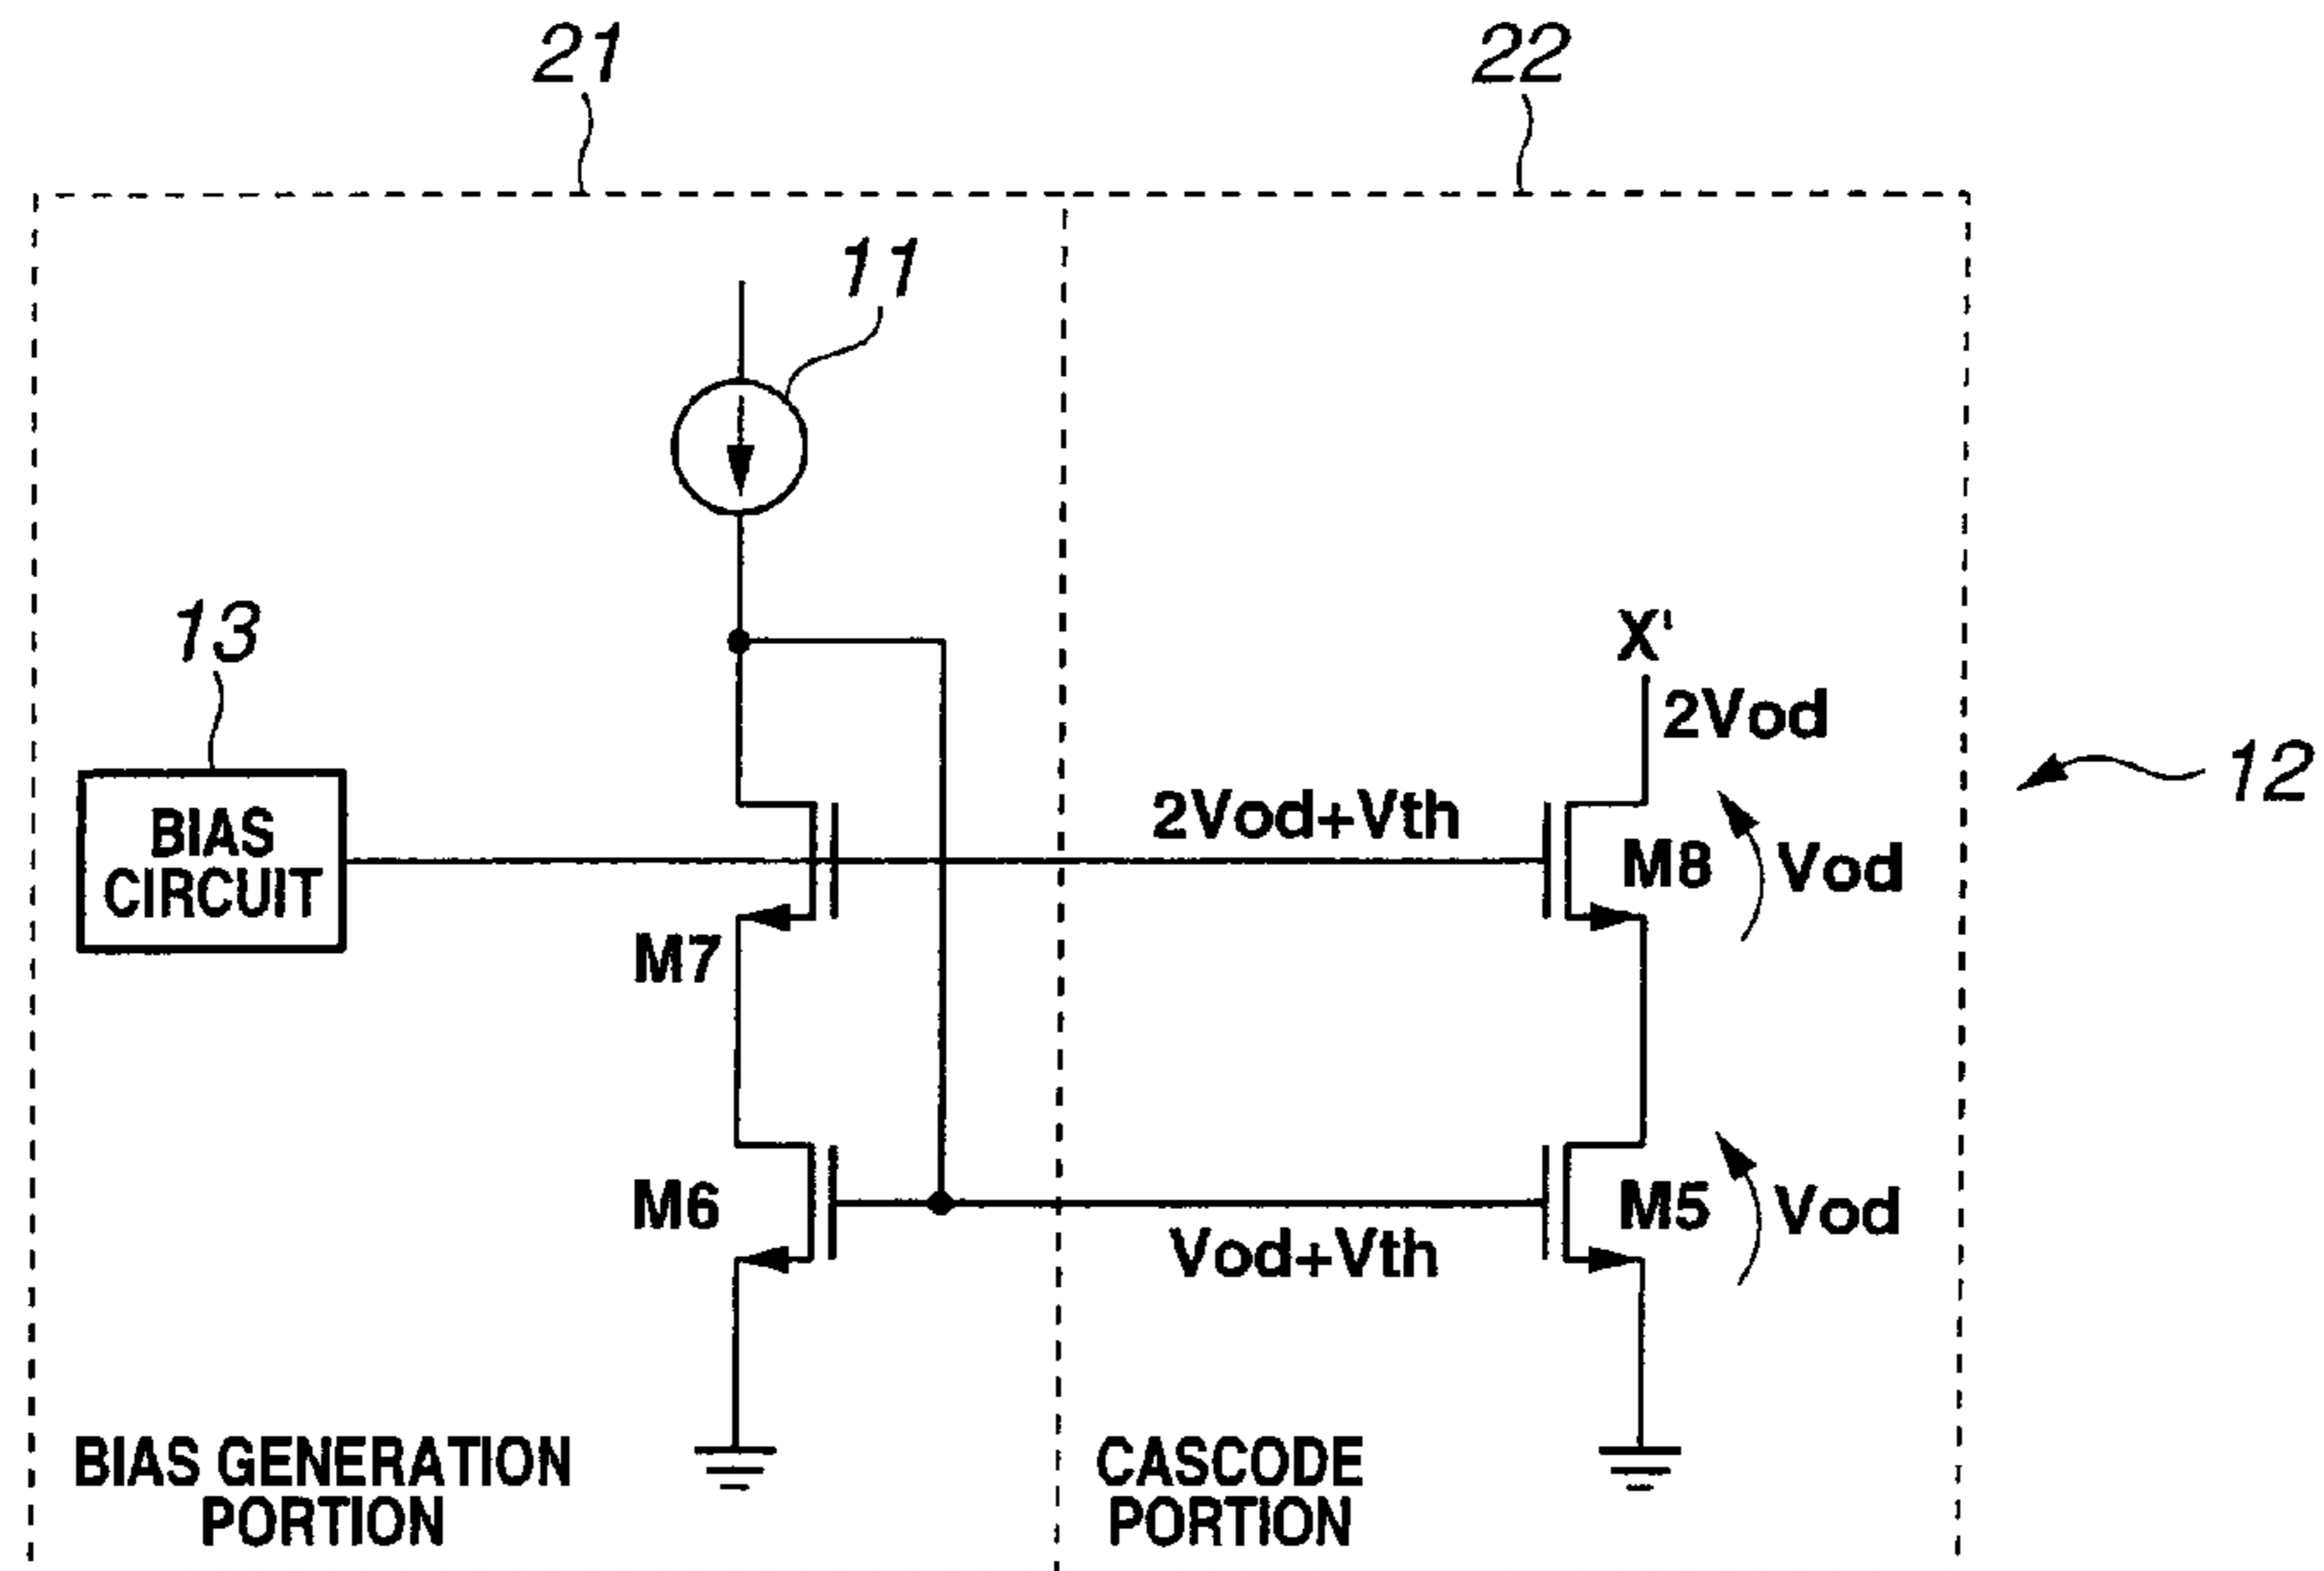 21
22
11
13
X'
2Vod
12
BIAS
CIRCUIT
2Vod+Vth
M8
Vod
M7
M6
M5
Vod
Vod+Vth
BIAS GENERATION
PORTION
CASCODE
PORTION